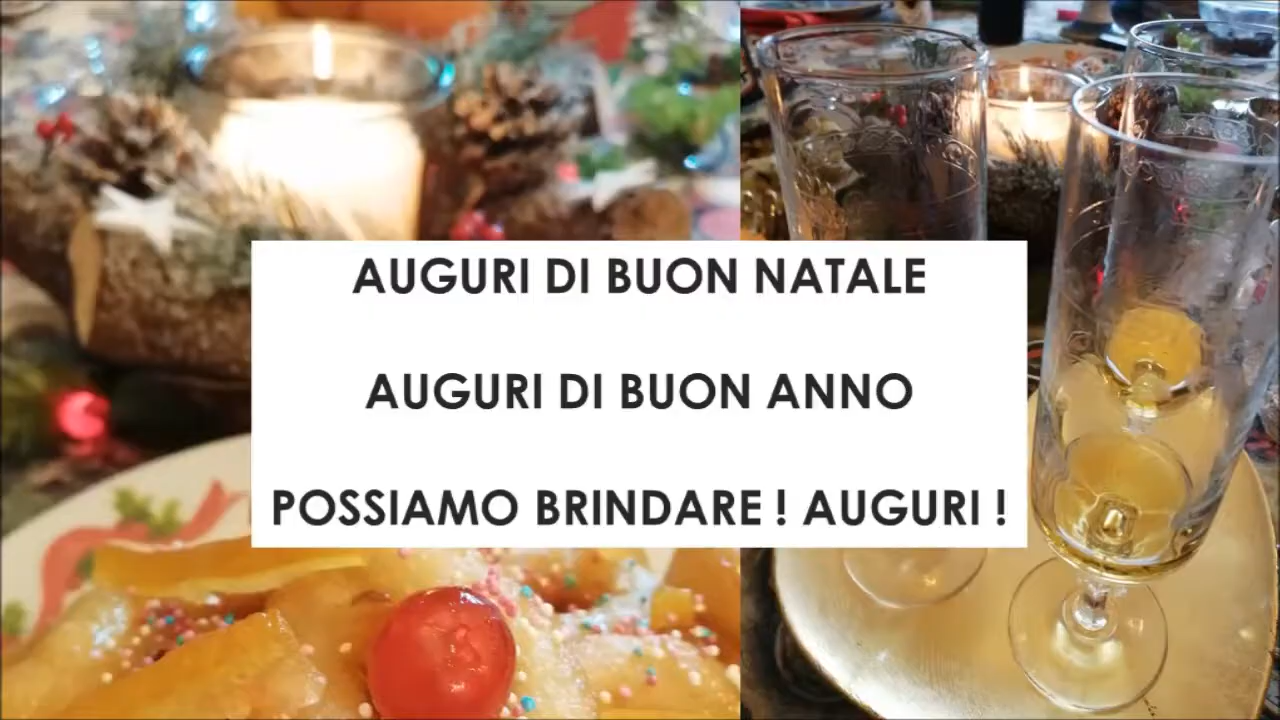 AUGURI DI BUON NATALE
AUGURI DI BUON ANNO
POSSIAMO BRINDARE ! AUGURI !